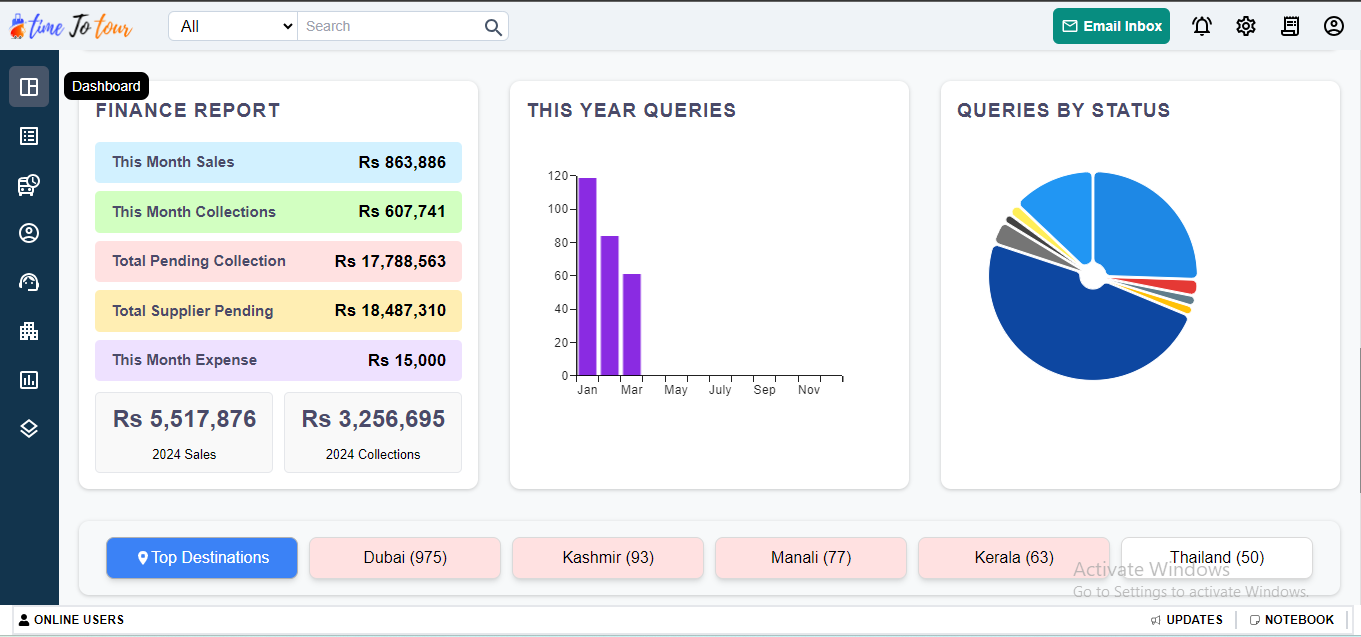 time To tour
All
Search
Email Inbox
Dashboard
FINANCE REPORT
This Month Sales Rs 863,886
This Month Collections Rs 607,741
Total Pending Collection Rs 17,788,563
Total Supplier Pending Rs 18,487,310
This Month Expense Rs 15,000
Rs 5,517,876
2024 Sales
Rs 3,256,695
2024 Collections
THIS YEAR QUERIES
120
100
80
60
40
20
0
Jan Mar May July Sep Nov
QUERIES BY STATUS
Top Destinations
Dubai (975)
Kashmir (93)
Manali (77)
Kerala (63)
Thailand (50)
Activate Windows
Go to Settings to activate Windows.
ONLINE USERS
UPDATES
NOTEBOOK